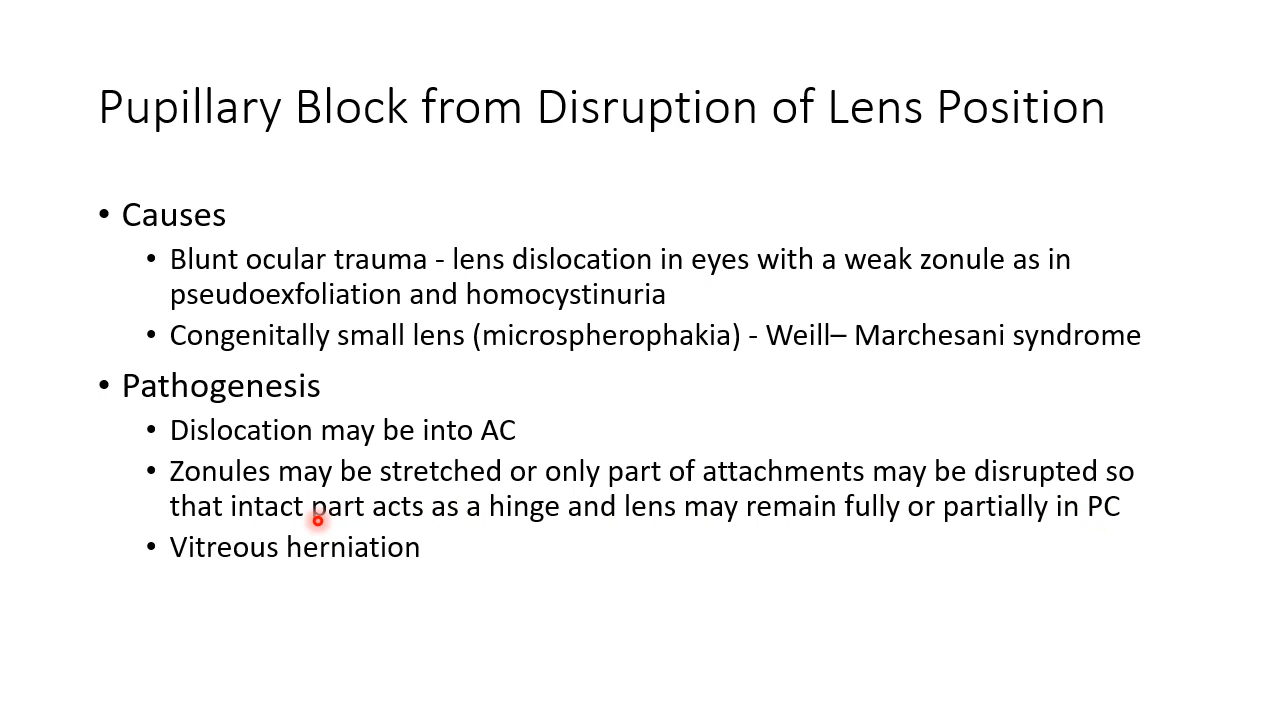 Pupillary Block from Disruption of Lens Position
• Causes
• Blunt ocular trauma - lens dislocation in eyes with a weak zonule as in
pseudoexfoliation and homocystinuria
• Congenitally small lens (microspherophakia) - Weill– Marchesani syndrome
• Pathogenesis
• Dislocation may be into AC
• Zonules may be stretched or only part of attachments may be disrupted so
that intact part acts as a hinge and lens may remain fully or partially in PC
• Vitreous herniation